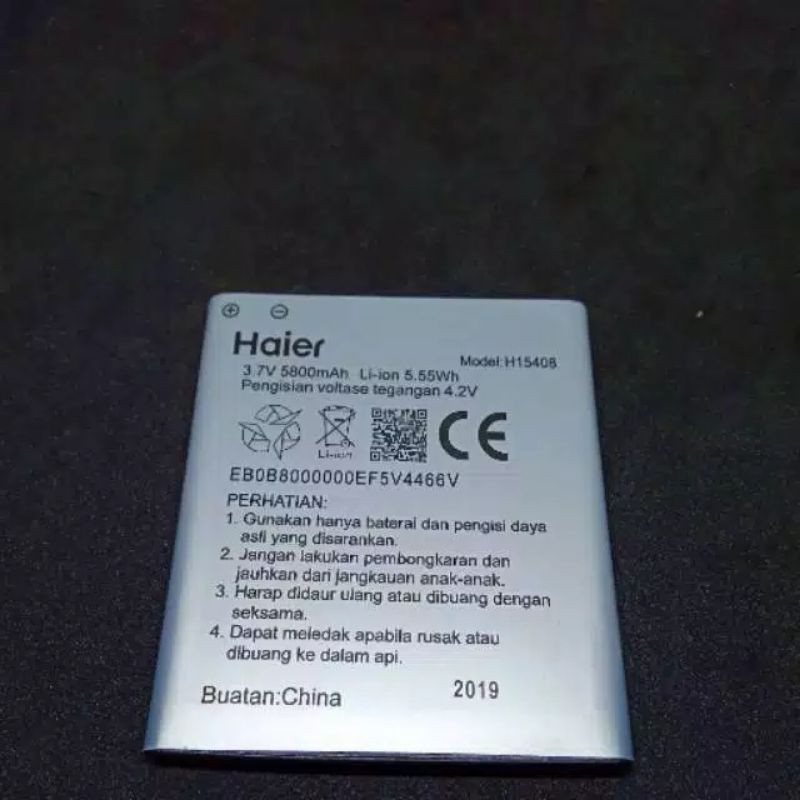 Haier
Model: H15408
3.7V 5800mAh Li-ion 5.55Wh
Pengisian voltase tegangan 4.2V
Li-ion
CE
EB0B8000000EF5V4466V
PERHATIAN:
1. Gunakan hanya baterai dan pengisi daya
asli yang disarankan.
2. Jangan lakukan pembongkaran dan
jauhkan dari jangkauan anak-anak.
3. Harap didaur ulang atau dibuang dengan
seksama.
4. Dapat meledak apabila rusak atau
dibuang ke dalam api.
Buatan:China
2019